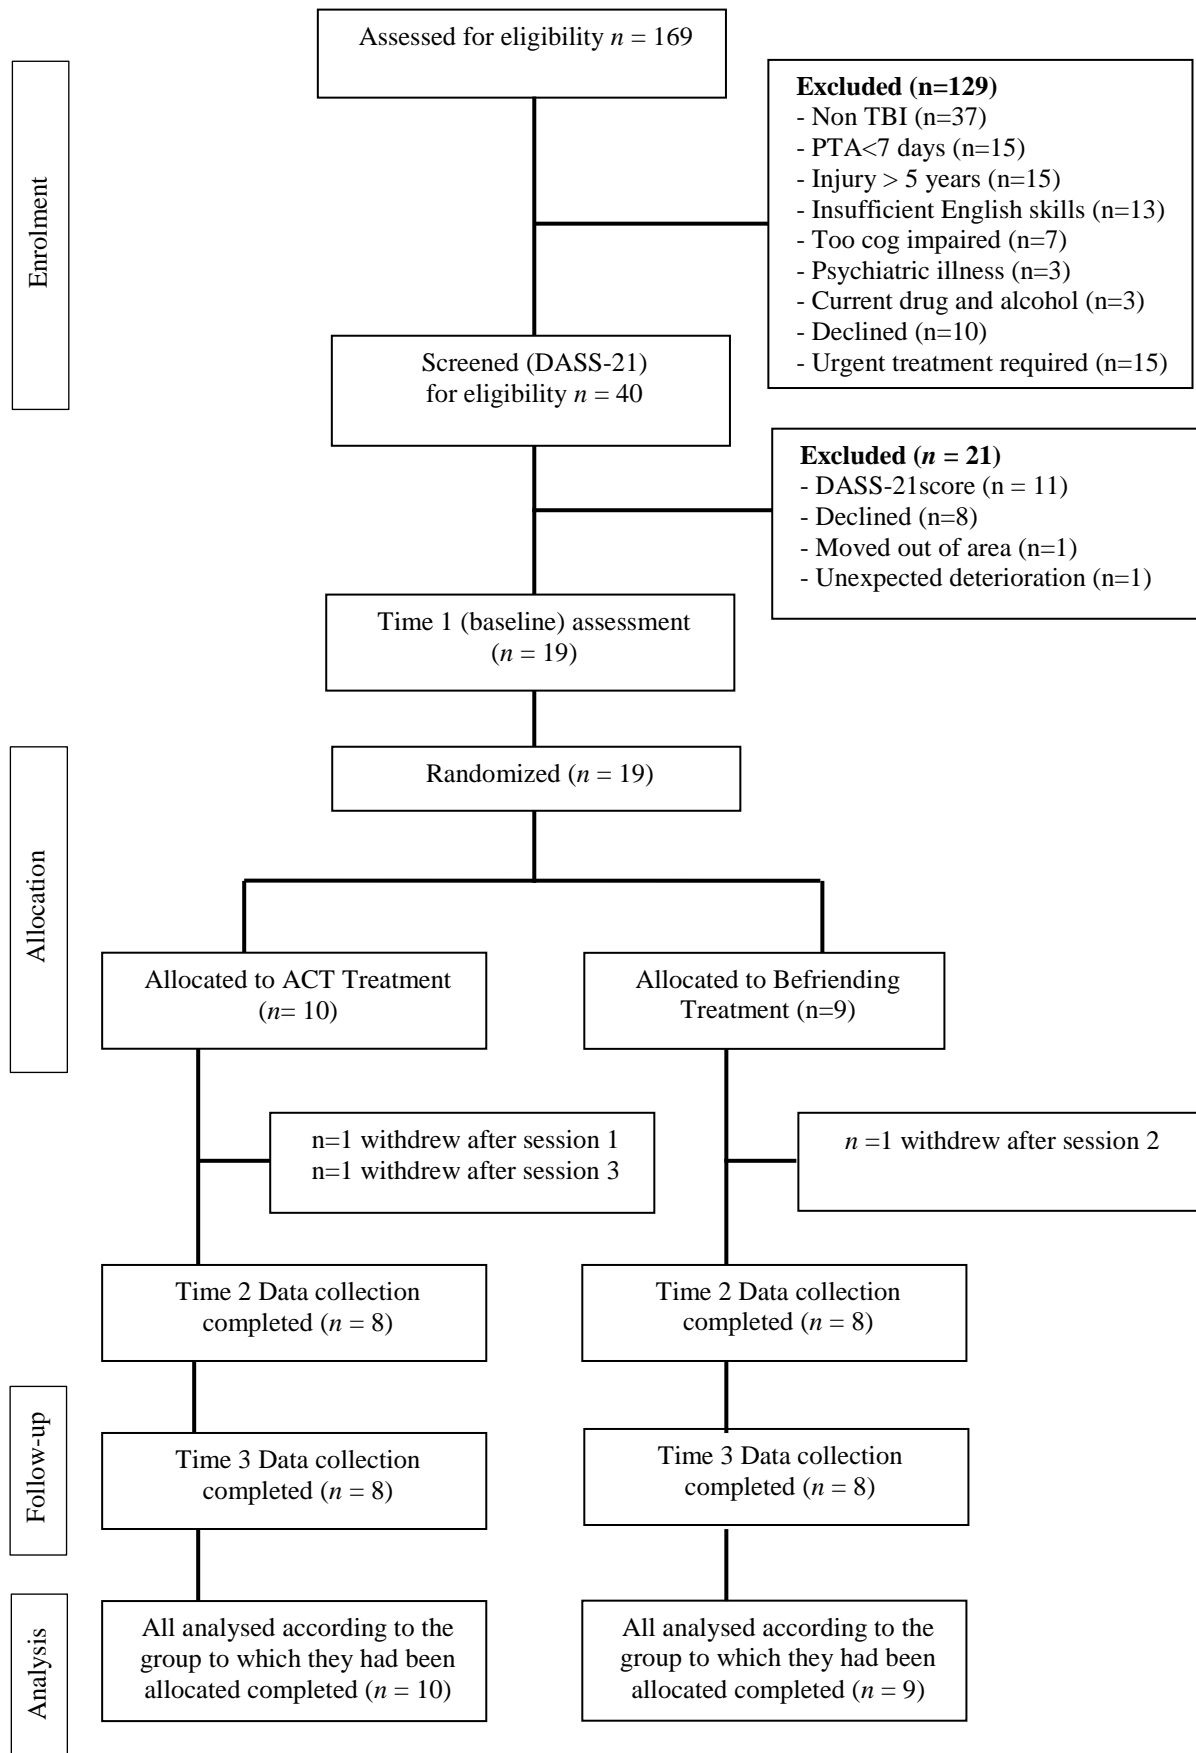 Assessed for eligibility n = 169
Excluded (n=129)
- Non TBI (n=37)
- PTA<7 days (n=15)
- Injury > 5 years (n=15)
- Insufficient English skills (n=13)
- Too cog impaired (n=7)
- Psychiatric illness (n=3)
- Current drug and alcohol (n=3)
- Declined (n=10)
- Urgent treatment required (n=15)
Enrolment
Screened (DASS-21)
for eligibility n = 40
Excluded (n = 21)
- DASS-21score (n = 11)
- Declined (n=8)
- Moved out of area (n=1)
- Unexpected deterioration (n=1)
Time 1 (baseline) assessment
(n = 19)
Randomized (n = 19)
Allocation
Allocated to ACT Treatment
(n= 10)
Allocated to Befriending
Treatment (n=9)
n=1 withdrew after session 1
n=1 withdrew after session 3
n =1 withdrew after session 2
Time 2 Data collection
completed (n = 8)
Time 2 Data collection
completed (n = 8)
Follow-up
Time 3 Data collection
completed (n = 8)
Time 3 Data collection
completed (n = 8)
Analysis
All analysed according to the
group to which they had been
allocated completed (n = 10)
All analysed according to the
group to which they had been
allocated completed (n = 9)